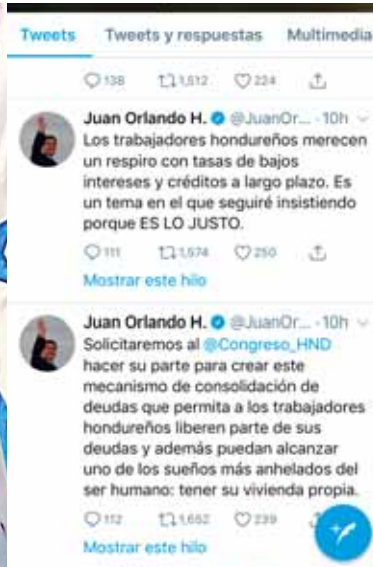 Tweets Tweets y respuestas Multimedia
138 1,512 224
Juan Orlando H. @JuanOr... · 10h
Los trabajadores hondureños merecen
un respiro con tasas de bajos
intereses y créditos a largo plazo. Es
un tema en el que seguiré insistiendo
porque ES LO JUSTO.
111 1,574 250
Mostrar este hilo
Juan Orlando H. @JuanOr... · 10h
Solicitaremos al @Congreso_HND
hacer su parte para crear este
mecanismo de consolidación de
deudas que permita a los trabajadores
hondureños liberen parte de sus
deudas y además puedan alcanzar
uno de los sueños más anhelados del
ser humano: tener su vivienda propia.
112 1,652 239
Mostrar este hilo